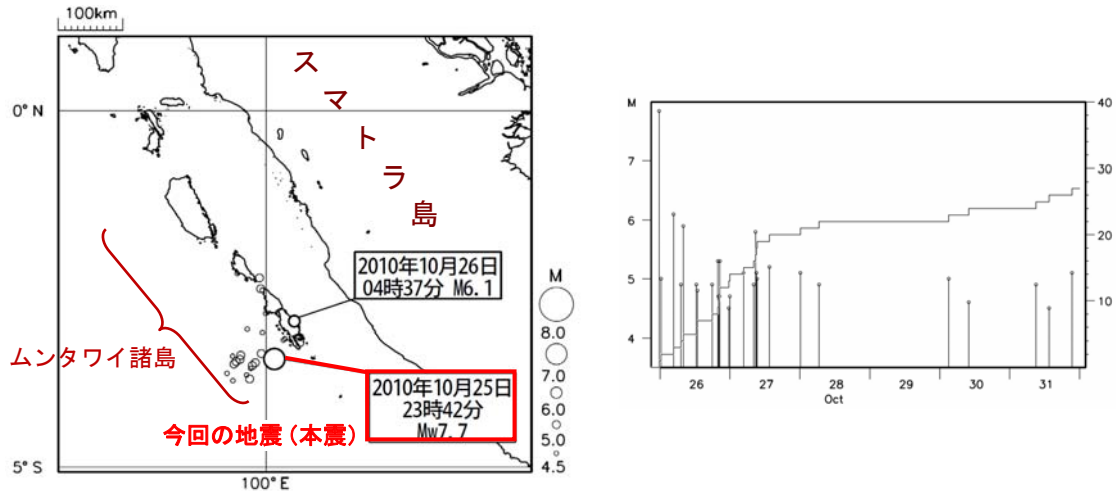 100km
0°N
5°S
100°E
スマトラ島
2010年10月26日
04時37分 M6.1
ムンタワイ諸島
2010年10月25日
23時42分
Mw7.7
今回の地震(本震)
M
8.0
7.0
6.0
5.0
4.5
M
7
6
5
4
40
30
20
10
26
27
28
29
30
31
Oct